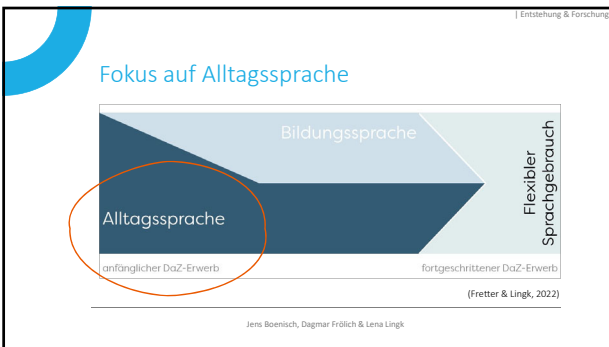 | Entstehung & Forschung
Fokus auf Alltagssprache
Bildungssprache
Alltagssprache
Flexibler
Sprachgebrauch
anfänglicher DaZ-Erwerb
fortgeschrittener DaZ-Erwerb
(Fretter & Lingk, 2022)
Jens Boenisch, Dagmar Frölich & Lena Lingk